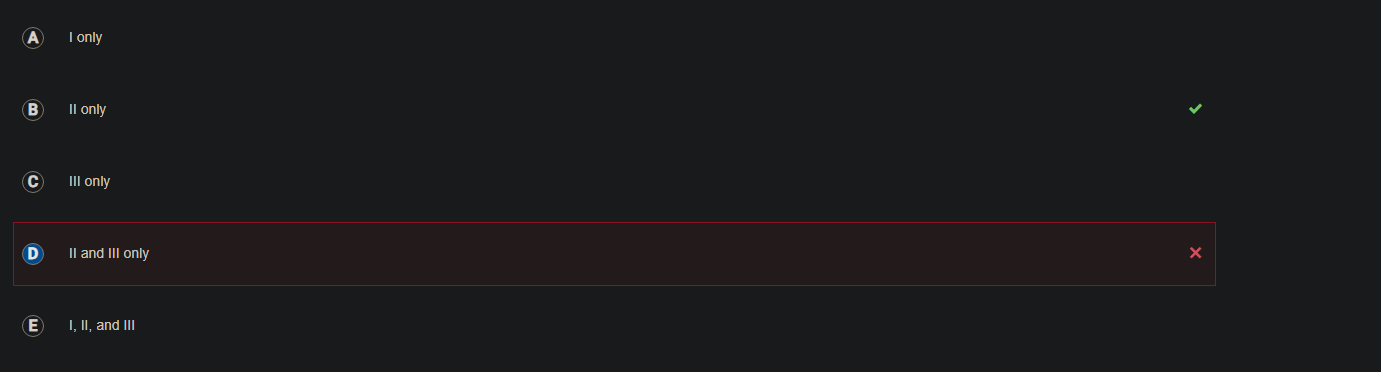 A I only
B II only
C III only
D II and III only
E I, II, and III